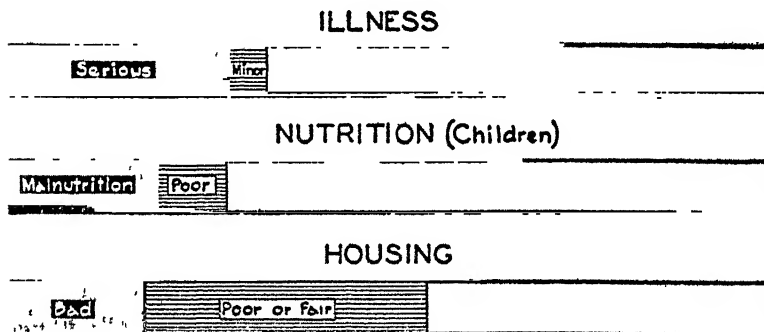 ILLNESS
Serious Minor
NUTRITION (Children)
Malnutrition Poor
HOUSING
Bad Poor or Fair